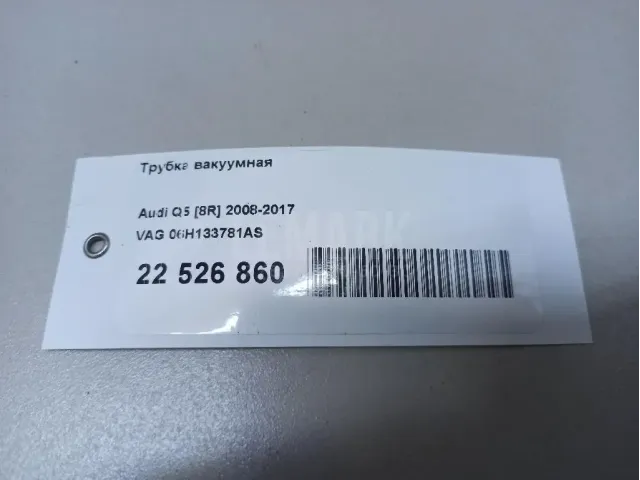 Трубка вакуумная
Audi Q5 [8R] 2008-2017
VAG 06H133781AS
22 526 860